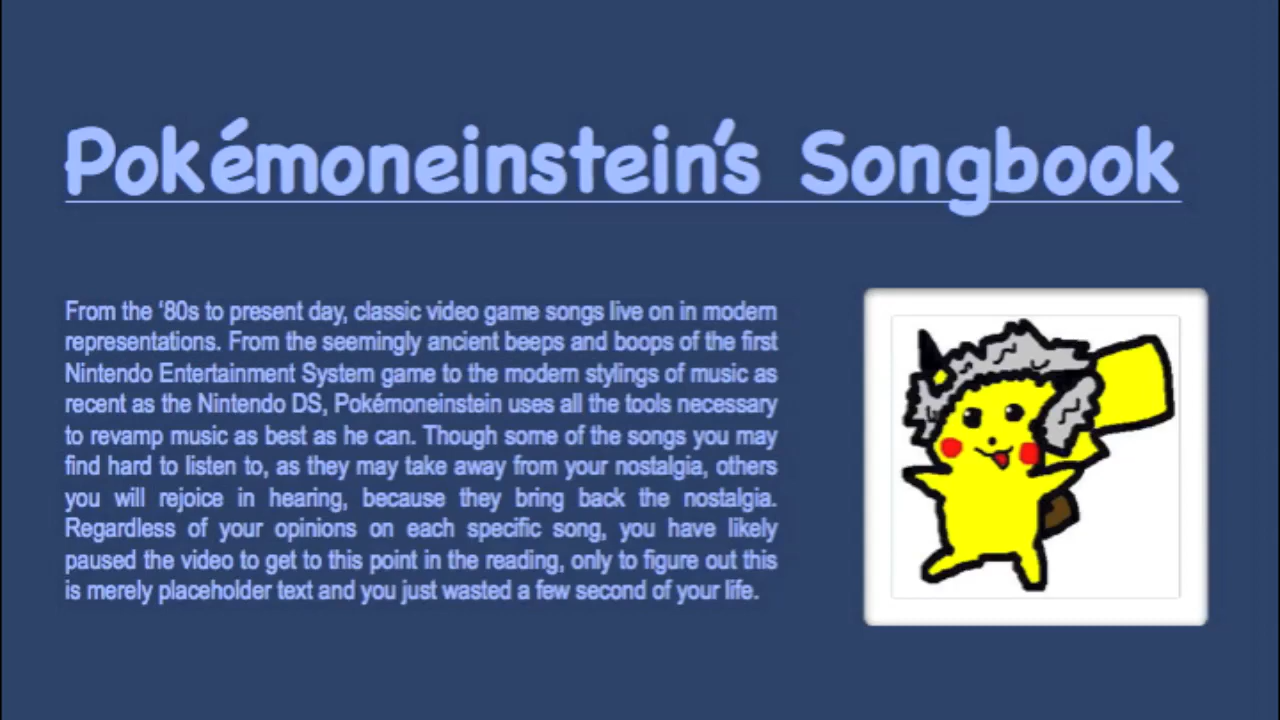 Pokémoneinstein's Songbook
From the ‘80s to present day, classic video game songs live on in modern
representations. From the seemingly ancient beeps and boops of the first
Nintendo Entertainment System game to the modern stylings of music as
recent as the Nintendo DS, Pokémoneinstein uses all the tools necessary
to revamp music as best as he can. Though some of the songs you may
find hard to listen to, as they may take away from your nostalgia, others
you will rejoice in hearing, because they bring back the nostalgia.
Regardless of your opinions on each specific song, you have likely
paused the video to get to this point in the reading, only to figure out this
is merely placeholder text and you just wasted a few second of your life.